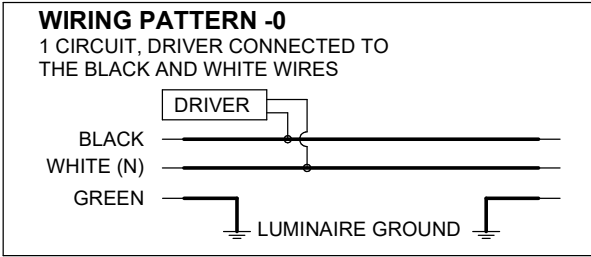 WIRING PATTERN -0
1 CIRCUIT, DRIVER CONNECTED TO
THE BLACK AND WHITE WIRES
DRIVER
BLACK
WHITE (N)
GREEN
LUMINAIRE GROUND